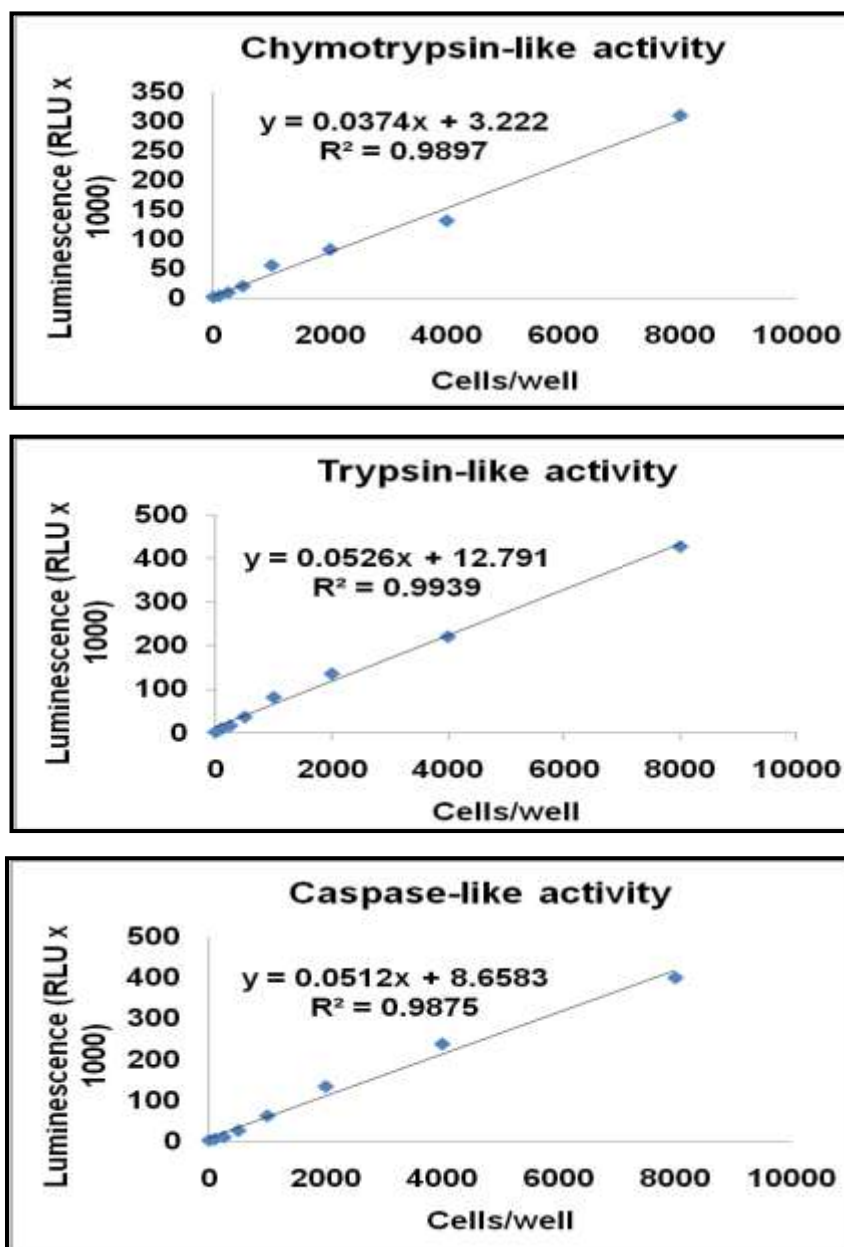 Chymotrypsin-like activity
Luminescence (RLU x
1000)
350
300
250
200
150
100
50
0
y = 0.0374x + 3.222
R² = 0.9897
0 2000 4000 6000 8000 10000
Cells/well
Trypsin-like activity
Luminescence (RLU x
1000)
500
400
300
200
100
0
y = 0.0526x + 12.791
R² = 0.9939
0 2000 4000 6000 8000 10000
Cells/well
Caspase-like activity
Luminescence (RLU x
1000)
500
400
300
200
100
0
y = 0.0512x + 8.6583
R² = 0.9875
0 2000 4000 6000 8000 10000
Cells/well